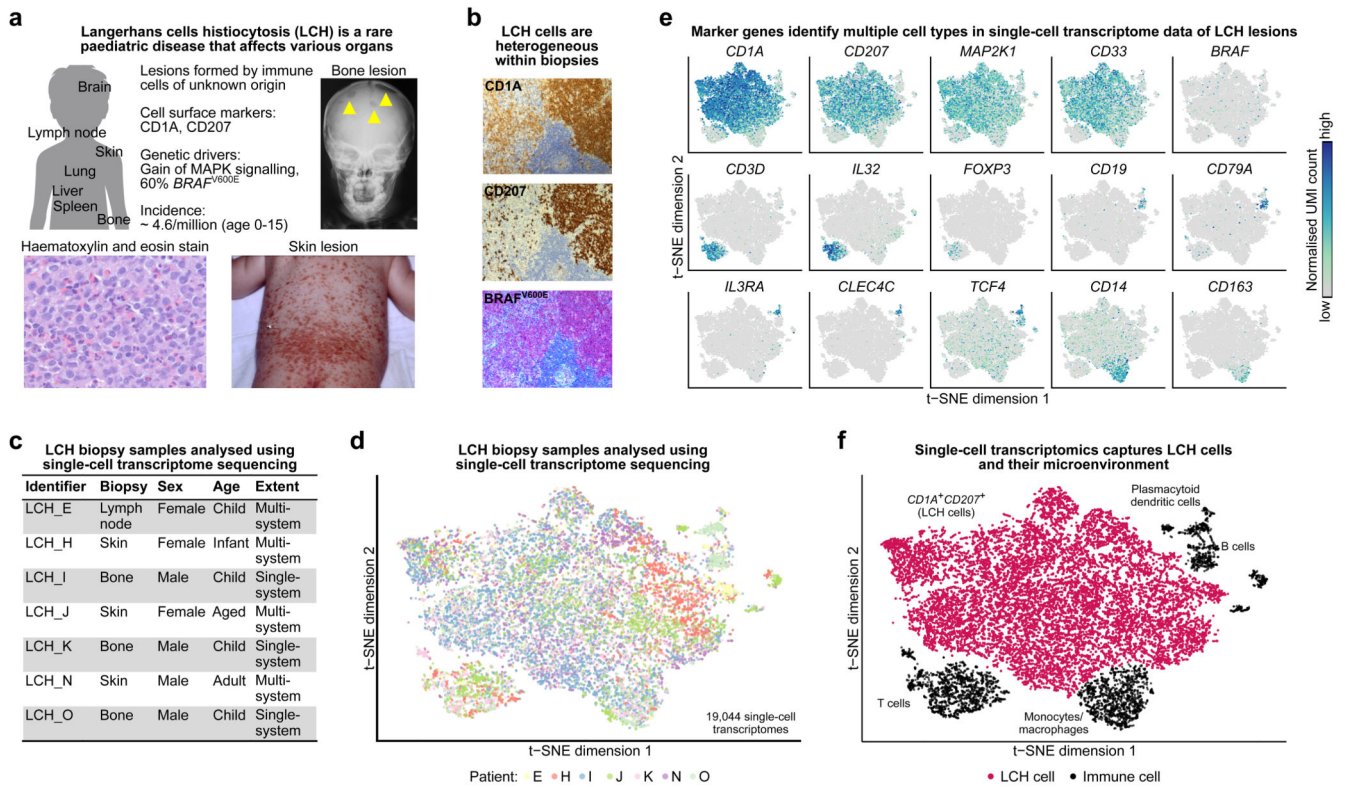 a
Langerhans cells histiocytosis (LCH) is a rare
paediatric disease that affects various organs
Brain
Lymph node
Skin
Lung
Liver
Spleen
Bone
Lesions formed by immune
cells of unknown origin
Cell surface markers:
CD1A, CD207
Genetic drivers:
Gain of MAPK signalling,
60% BRAFV600E
Incidence:
~ 4.6/million (age 0-15)
Bone lesion
Haematoxylin and eosin stain
Skin lesion
b
LCH cells are
heterogeneous
within biopsies
CD1A
CD207
BRAFV600E
e
Marker genes identify multiple cell types in single-cell transcriptome data of LCH lesions
CD1A CD207 MAP2K1 CD33 BRAF
CD3D IL32 FOXP3 CD19 CD79A
IL3RA CLEC4C TCF4 CD14 CD163
t−SNE dimension 2
t−SNE dimension 1
low Normalised UMI count high
c
LCH biopsy samples analysed using
single-cell transcriptome sequencing
Identifier Biopsy Sex Age Extent
LCH_E Lymph Female Child Multi-
node system
LCH_H Skin Female Infant Multi-
system
LCH_I Bone Male Child Single-
system
LCH_J Skin Female Aged Multi-
system
LCH_K Bone Male Child Single-
system
LCH_N Skin Male Adult Multi-
system
LCH_O Bone Male Child Single-
system
d
LCH biopsy samples analysed using
single-cell transcriptome sequencing
t−SNE dimension 2
19,044 single-cell
transcriptomes
t−SNE dimension 1
Patient: E H I J K N O
f
Single-cell transcriptomics captures LCH cells
and their microenvironment
CD1A+CD207+
(LCH cells)
Plasmacytoid
dendritic cells
B cells
T cells
Monocytes/
macrophages
t−SNE dimension 2
t−SNE dimension 1
LCH cell Immune cell